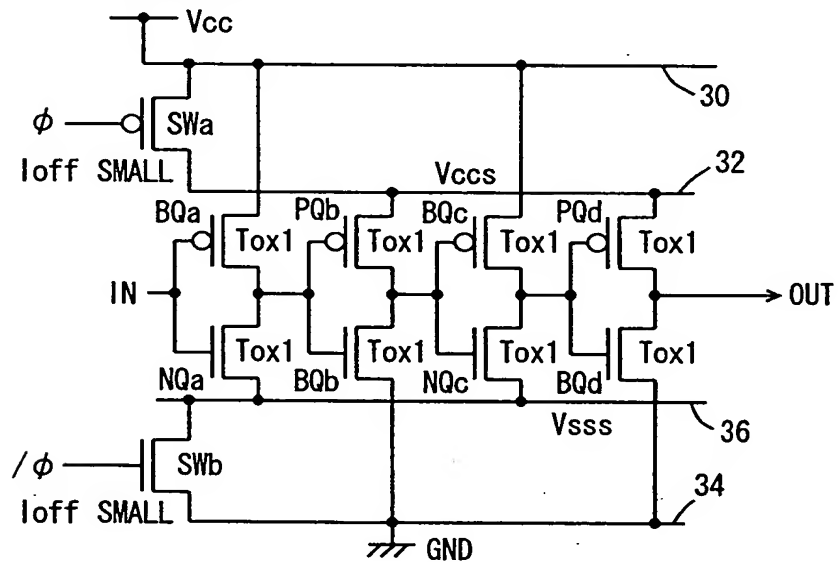 Vcc
30
φ
SWa
Ioff SMALL
Vccs
32
BQa PQb BQc PQd
Tox1 Tox1 Tox1 Tox1
IN
OUT
Tox1 Tox1 Tox1 Tox1
NQa BQb NQc BQd
Vsss
36
/φ
SWb
34
Ioff SMALL
GND